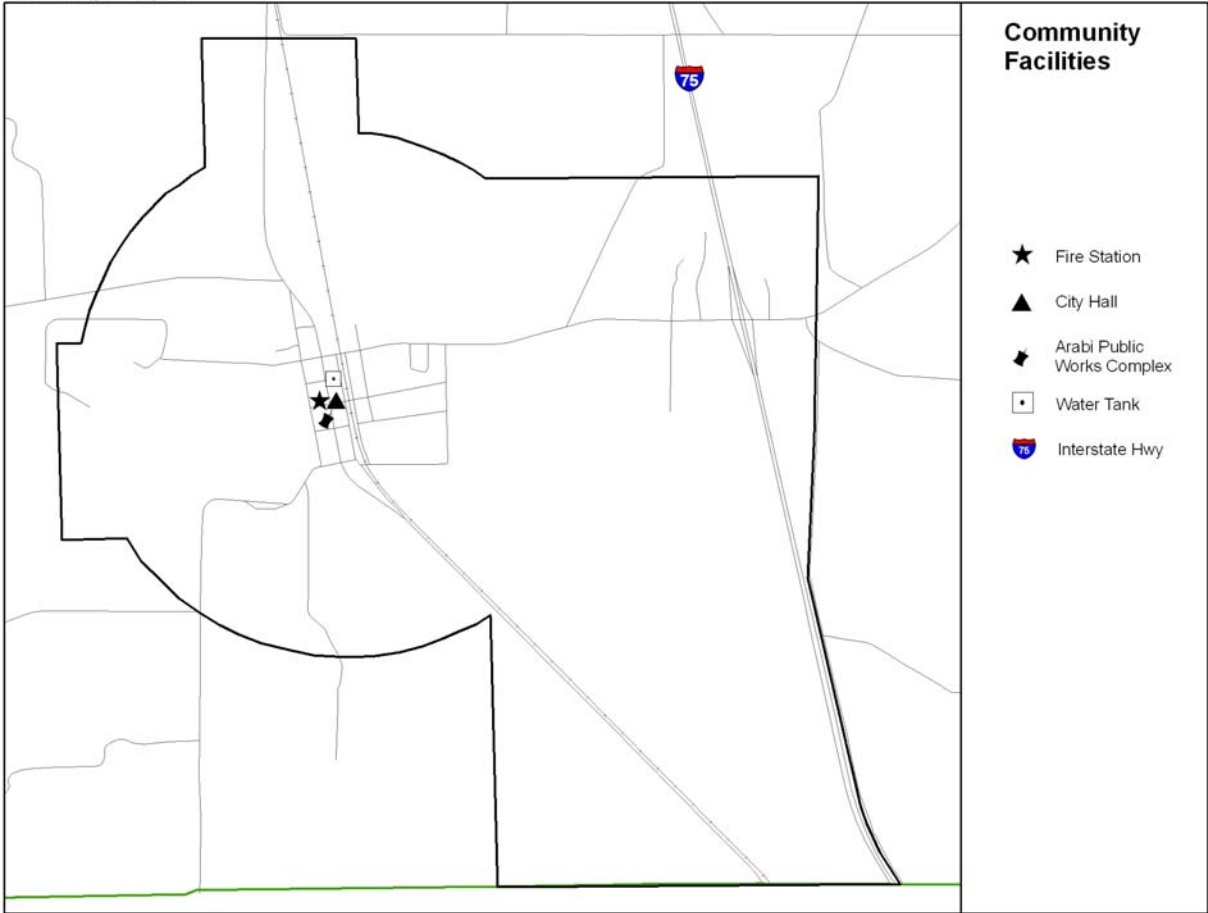 Community
Facilities
75
Fire Station
City Hall
Arabi Public
Works Complex
Water Tank
75
Interstate Hwy